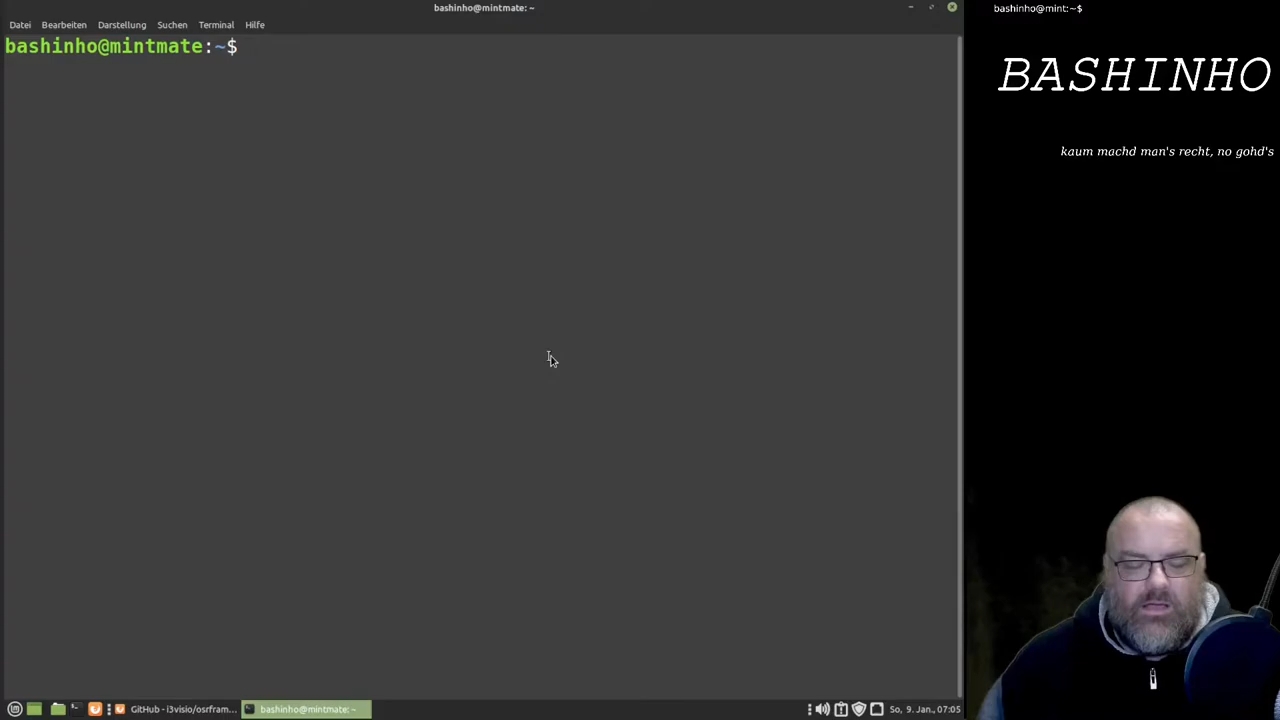 bashinho@mintmate: ~
Datei Bearbeiten Darstellung Suchen Terminal Hilfe
bashinho@mintmate:~$
bashinho@mint:~$
BASHINHO
kaum machd man's recht, no gohd's
GitHub - i3visio/osrfram...
bashinho@mintmate: ~
So, 9. Jan., 07:05